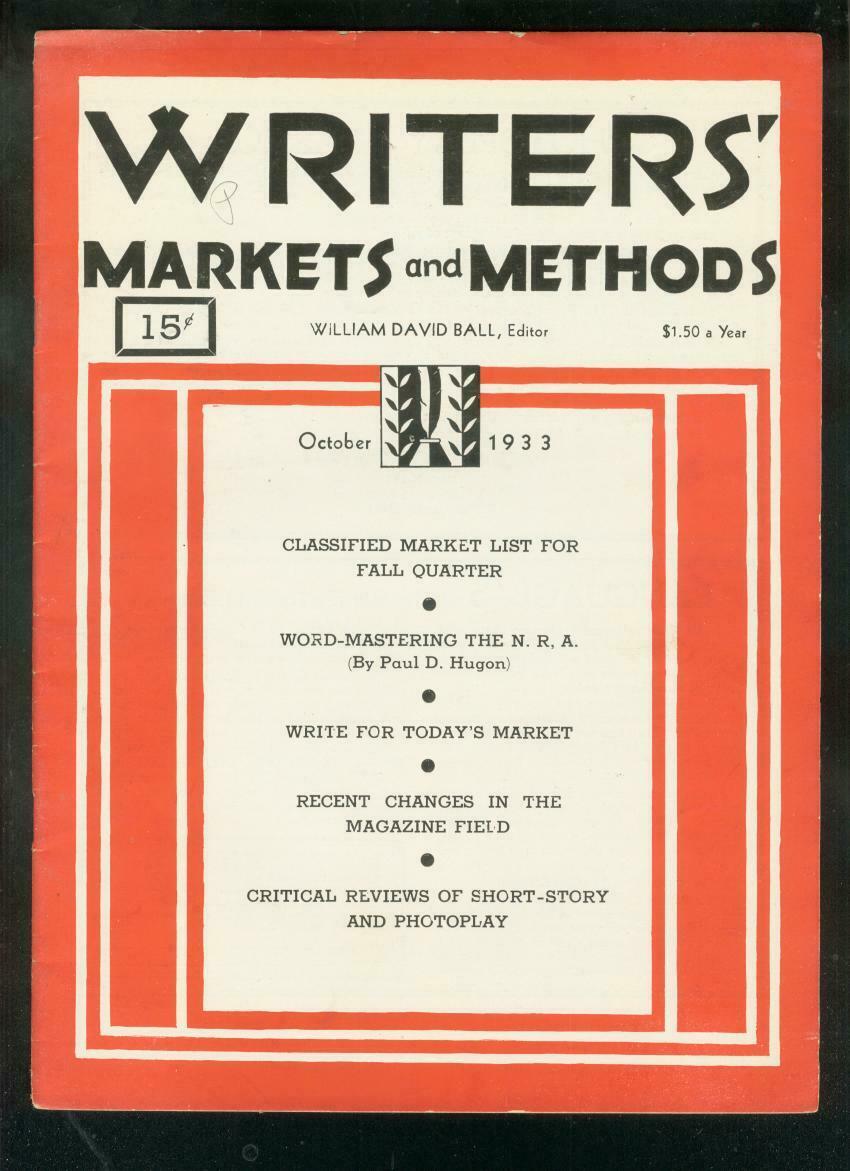 WRITERS'
MARKETS and METHODS
15¢
WILLIAM DAVID BALL, Editor
$1.50 a Year
October 1933
CLASSIFIED MARKET LIST FOR
FALL QUARTER
WORD-MASTERING THE N. R, A.
(By Paul D. Hugon)
WRITE FOR TODAY'S MARKET
RECENT CHANGES IN THE
MAGAZINE FIELD
CRITICAL REVIEWS OF SHORT-STORY
AND PHOTOPLAY